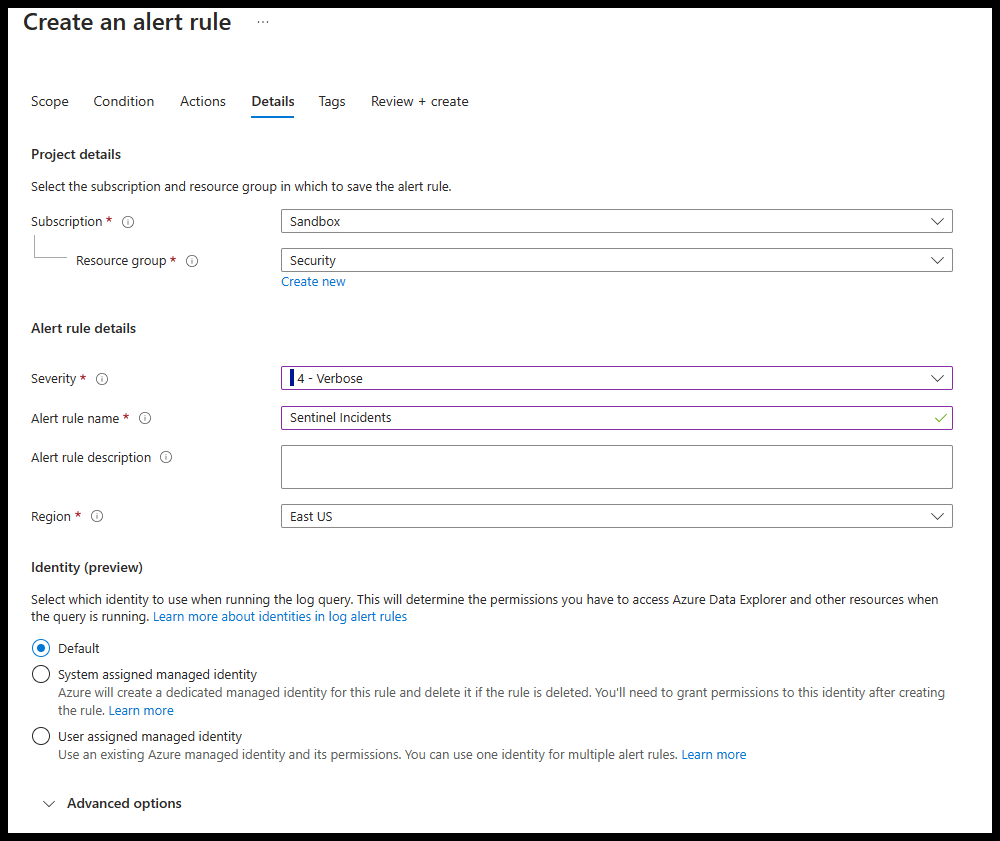 Create an alert rule ...
Scope Condition Actions Details Tags Review + create
Project details
Select the subscription and resource group in which to save the alert rule.
Subscription * Sandbox
Resource group * Security
Create new
Alert rule details
Severity * 4 - Verbose
Alert rule name * Sentinel Incidents
Alert rule description
Region * East US
Identity (preview)
Select which identity to use when running the log query. This will determine the permissions you have to access Azure Data Explorer and other resources when
the query is running. Learn more about identities in log alert rules
Default
System assigned managed identity
Azure will create a dedicated managed identity for this rule and delete it if the rule is deleted. You'll need to grant permissions to this identity after creating
the rule. Learn more
User assigned managed identity
Use an existing Azure managed identity and its permissions. You can use one identity for multiple alert rules. Learn more
Advanced options